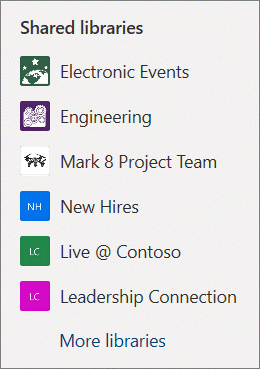 Shared libraries
Electronic Events
Engineering
Mark 8 Project Team
NH New Hires
LC Live @ Contoso
LC Leadership Connection
More libraries